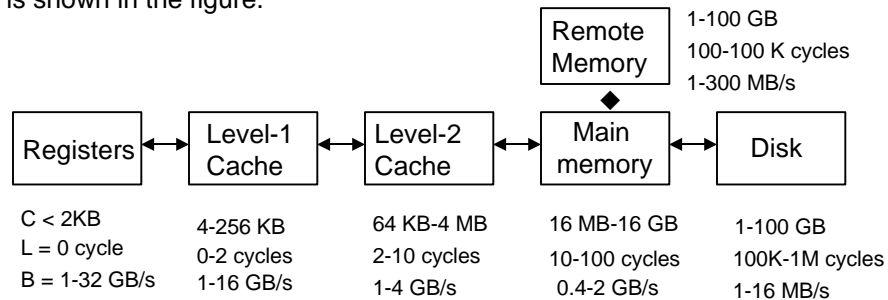 is shown in the figure.
Remote
Memory
1-100 GB
100-100 K cycles
1-300 MB/s
Registers
Level-1
Cache
Level-2
Cache
Main
memory
Disk
C < 2KB
L = 0 cycle
B = 1-32 GB/s
4-256 KB
0-2 cycles
1-16 GB/s
64 KB-4 MB
2-10 cycles
1-4 GB/s
16 MB-16 GB
10-100 cycles
0.4-2 GB/s
1-100 GB
100K-1M cycles
1-16 MB/s